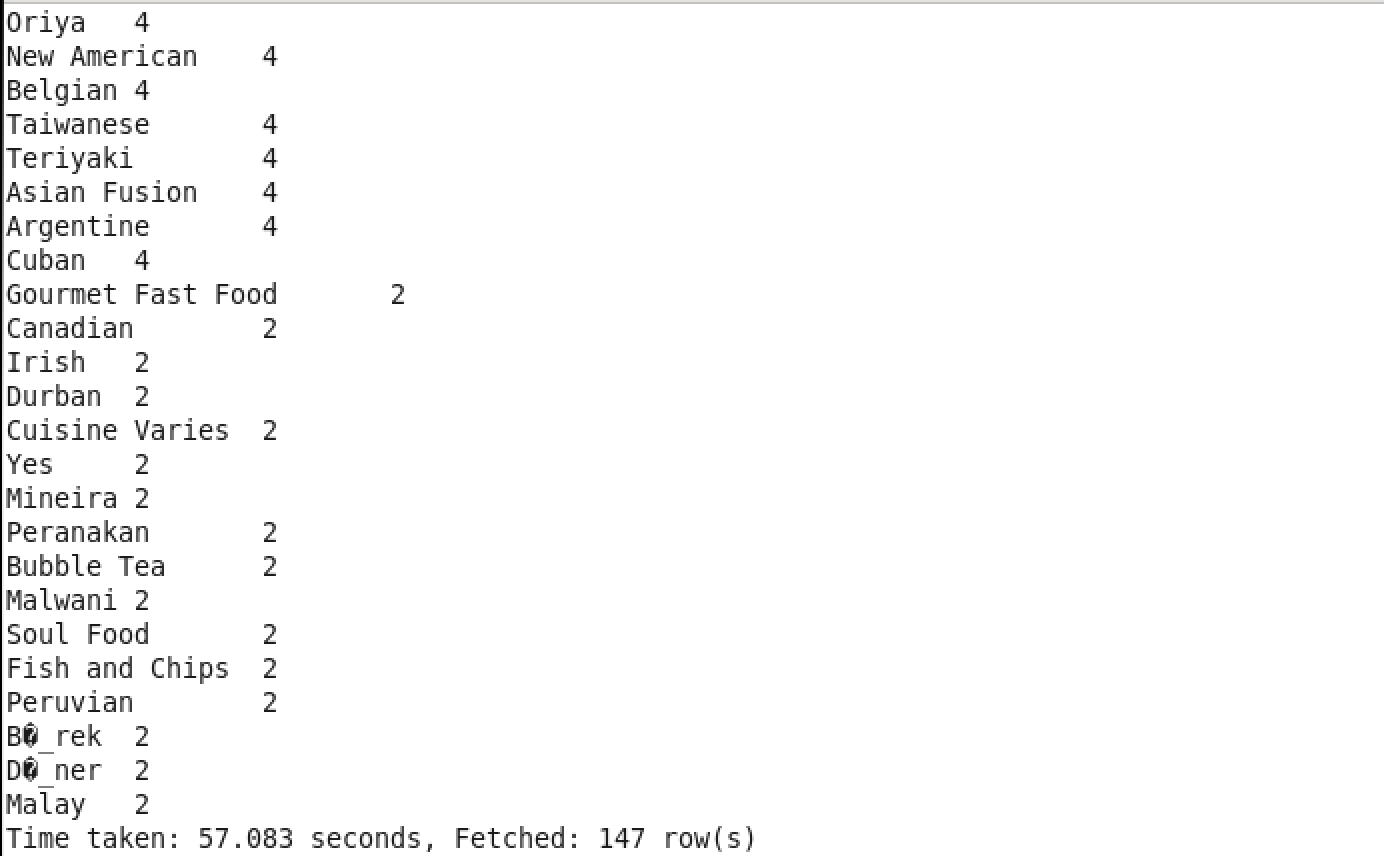 Oriya 4
New American 4
Belgian 4
Taiwanese 4
Teriyaki 4
Asian Fusion 4
Argentine 4
Cuban 4
Gourmet Fast Food 2
Canadian 2
Irish 2
Durban 2
Cuisine Varies 2
Yes 2
Mineira 2
Peranakan 2
Bubble Tea 2
Malwani 2
Soul Food 2
Fish and Chips 2
Peruvian 2
B�_rek 2
D�_ner 2
Malay 2
Time taken: 57.083 seconds, Fetched: 147 row(s)